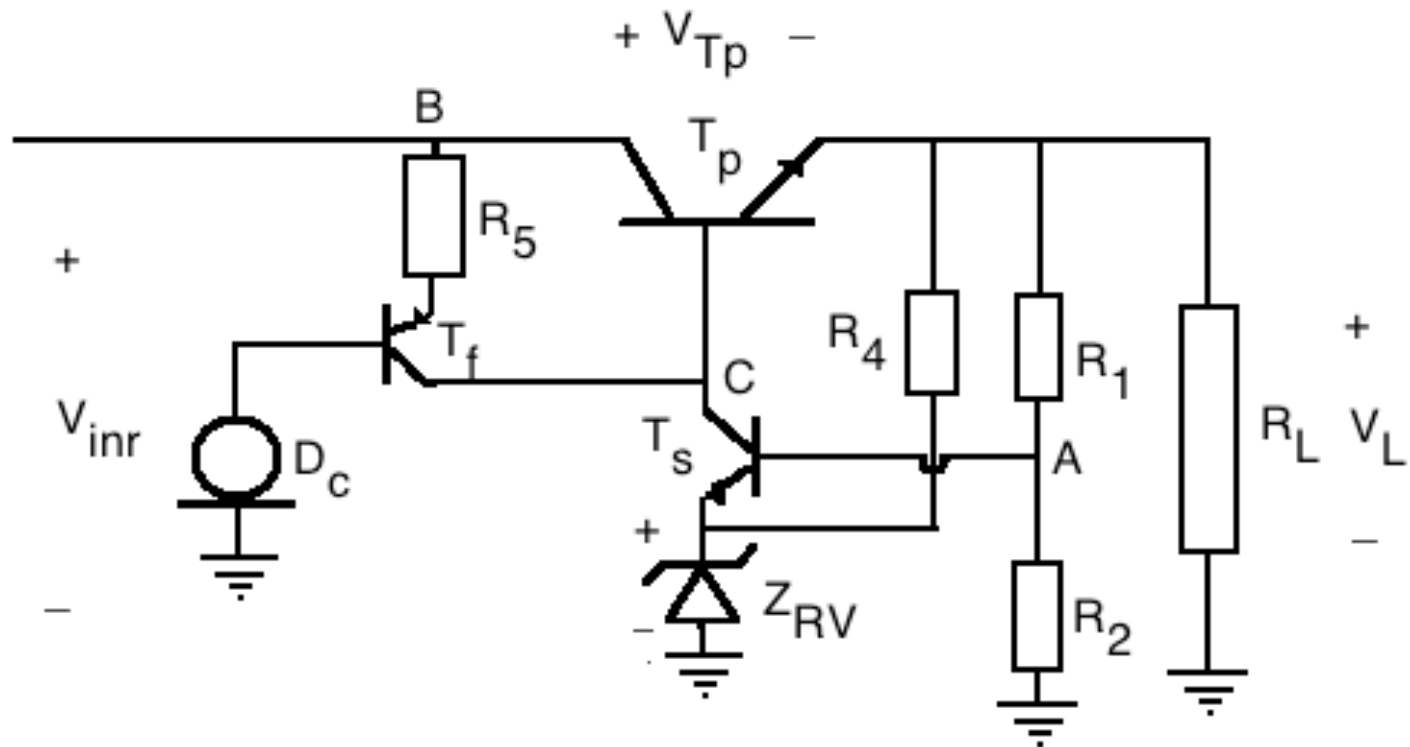 + V_Tp –
B
T_p
R_5
+
T_f
C
R_4
R_1
+
V_inr
D_c
T_s
A
R_L
V_L
+
Z_RV
R_2
–
–
–